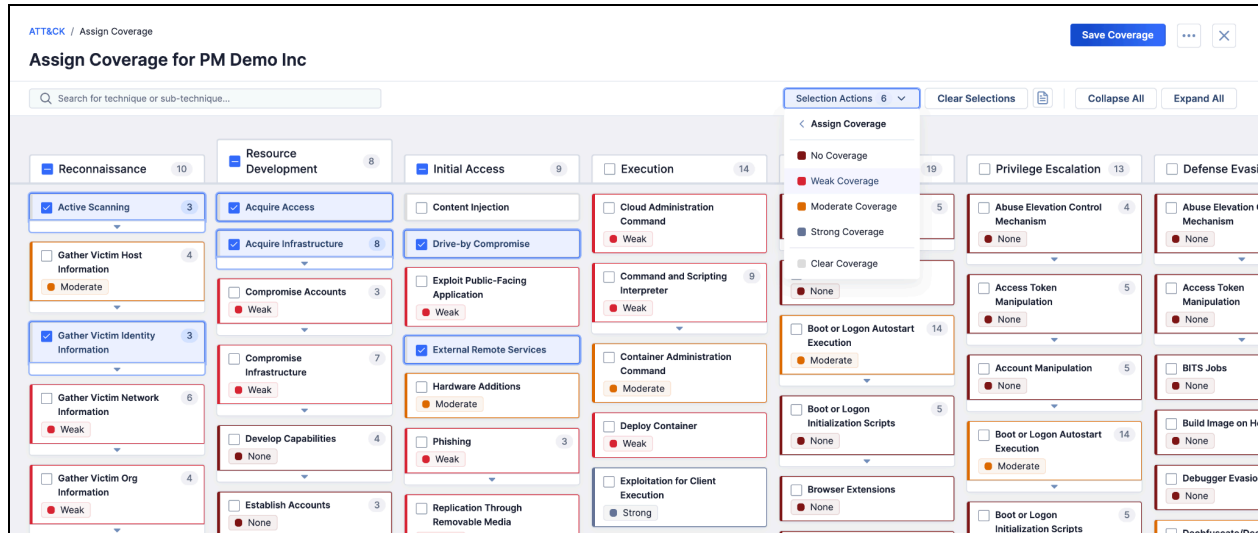 ATT&CK / Assign Coverage
Save Coverage
Assign Coverage for PM Demo Inc
Search for technique or sub-technique...
Selection Actions 6
Clear Selections
Collapse All
Expand All
Assign Coverage
No Coverage
Weak Coverage
Moderate Coverage
Strong Coverage
Clear Coverage
Reconnaissance 10
Active Scanning 3
Gather Victim Host 4
Information
Moderate
Gather Victim Identity 3
Information
Gather Victim Network 6
Information
Weak
Gather Victim Org 4
Information
Weak
Resource
Development 8
Acquire Access
Acquire Infrastructure 8
Compromise Accounts 3
Weak
Compromise 7
Infrastructure
Weak
Develop Capabilities 4
None
Establish Accounts 3
None
Initial Access 9
Content Injection
Drive-by Compromise
Exploit Public-Facing
Application
Weak
External Remote Services
Hardware Additions
Moderate
Phishing 3
Weak
Replication Through
Removable Media
Execution 14
Cloud Administration
Command
Weak
Command and Scripting 9
Interpreter
Weak
Container Administration
Command
Moderate
Deploy Container
Weak
Exploitation for Client
Execution
Strong
19
5
None
Boot or Logon Autostart 14
Execution
Moderate
Boot or Logon 5
Initialization Scripts
None
Browser Extensions
None
Privilege Escalation 13
Abuse Elevation Control 4
Mechanism
None
Access Token 5
Manipulation
None
Account Manipulation 5
None
Boot or Logon Autostart 14
Execution
Moderate
Boot or Logon 5
Initialization Scripts
Defense Evasi
Abuse Elevation
Mechanism
None
Access Token
Manipulation
None
BITS Jobs
None
Build Image on H
None
Debugger Evasio
None